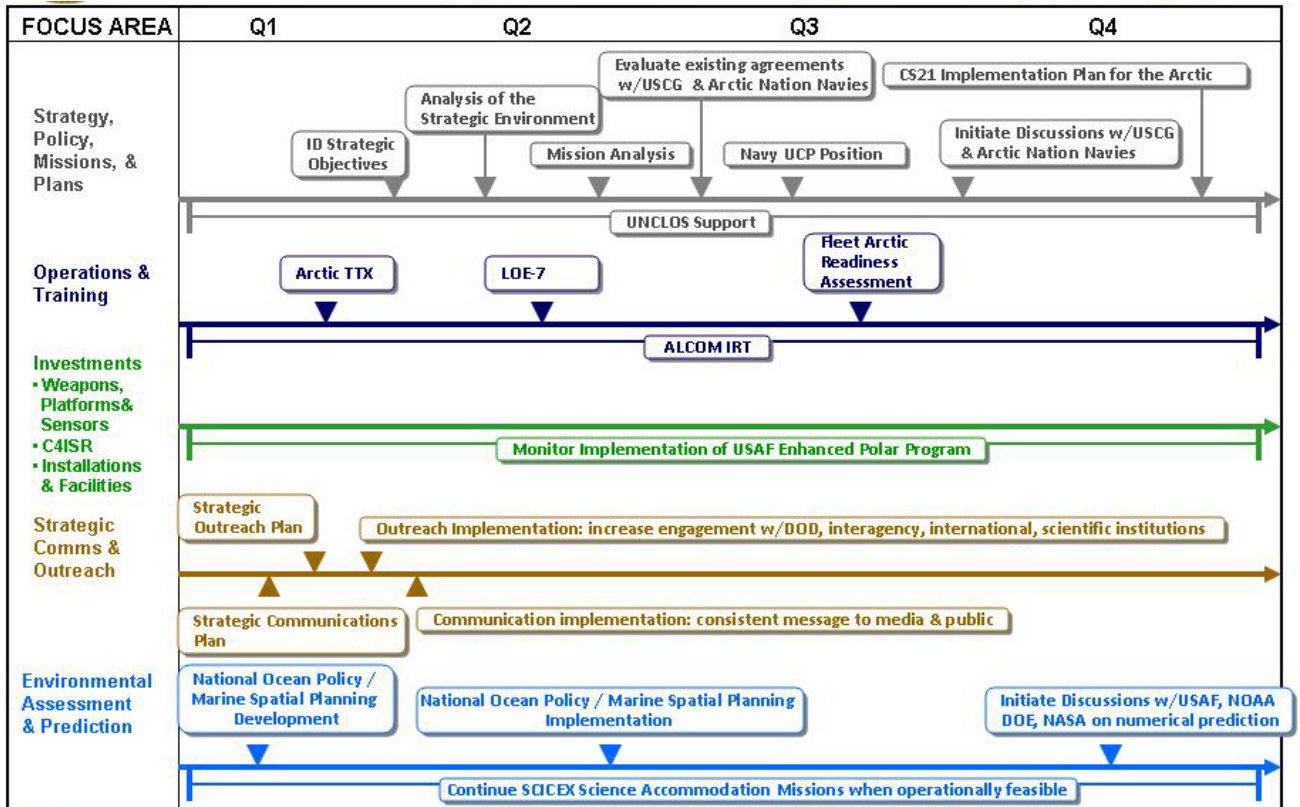 FOCUS AREA Q1 Q2 Q3 Q4
Strategy,
Policy,
Missions, &
Plans
ID Strategic
Objectives
Analysis of the
Strategic Environment
Mission Analysis
Evaluate existing agreements
w/USCG & Arctic Nation Navies
Navy UCP Position
CS21 Implementation Plan for the Arctic
Initiate Discussions w/USCG
& Arctic Nation Navies
UNCLOS Support
Operations &
Training
Arctic TTX
LOE-7
Fleet Arctic
Readiness
Assessment
ALCOM IRT
Investments
▪ Weapons,
Platforms&
Sensors
▪ C4ISR
▪ Installations
& Facilities
Monitor Implementation of USAF Enhanced Polar Program
Strategic
Comms &
Outreach
Strategic
Outreach Plan
Outreach Implementation: increase engagement w/DOD, interagency, international, scientific institutions
Strategic Communications
Plan
Communication implementation: consistent message to media & public
Environmental
Assessment
& Prediction
National Ocean Policy /
Marine Spatial Planning
Development
National Ocean Policy / Marine Spatial Planning
Implementation
Initiate Discussions w/USAF, NOAA
DOE, NASA on numerical prediction
Continue SCICEX Science Accommodation Missions when operationally feasible